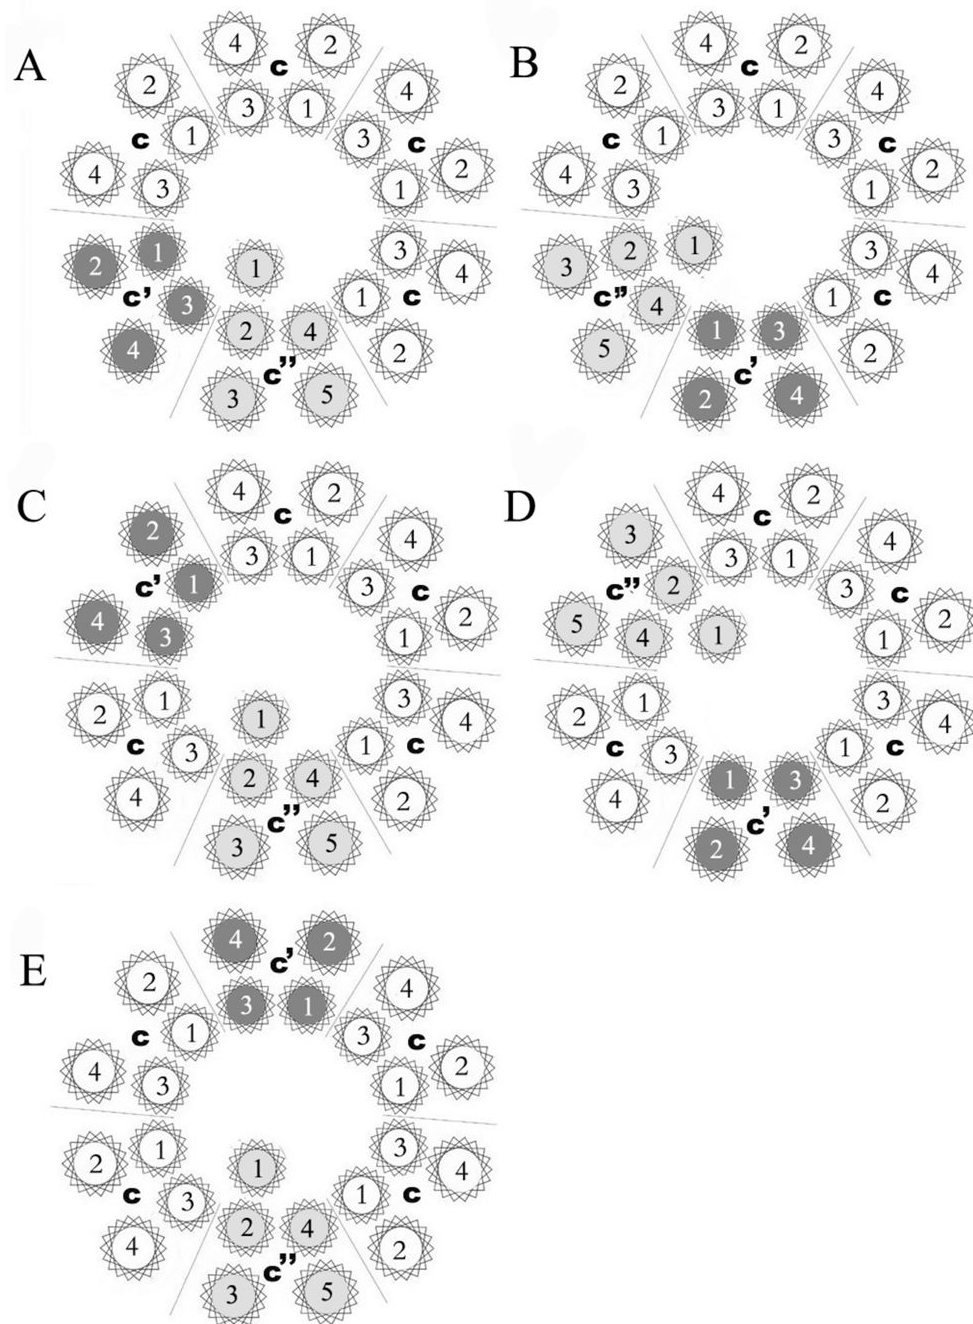 A
4 2
c
2 3 1 4
c 1 3 c
4 3 1 2
2 1 1 3 4
c’ 3 1 c
4 2 4 2
c’’
3 5
B
4 2
c
2 3 1 4
c 1 3 c
4 3 1 2
3 2 1 3 4
c’’ 4 1 c
5 1 3 2
c’
2 4
C
4 2
c
2 3 1 4
c’ 1 3 c
4 3 1 2
2 1 1 3 4
c 3 1 c
4 2 4 2
c’’
3 5
D
4 2
c
3 3 1 4
c’’ 2 3 c
5 4 1 1 2
2 1 3 4
c 3 1 c
4 1 3 2
c’
2 4
E
4 2
c’
2 3 1 4
c 1 3 c
4 3 1 2
2 1 1 3 4
c 3 1 c
4 2 4 2
c’’
3 5